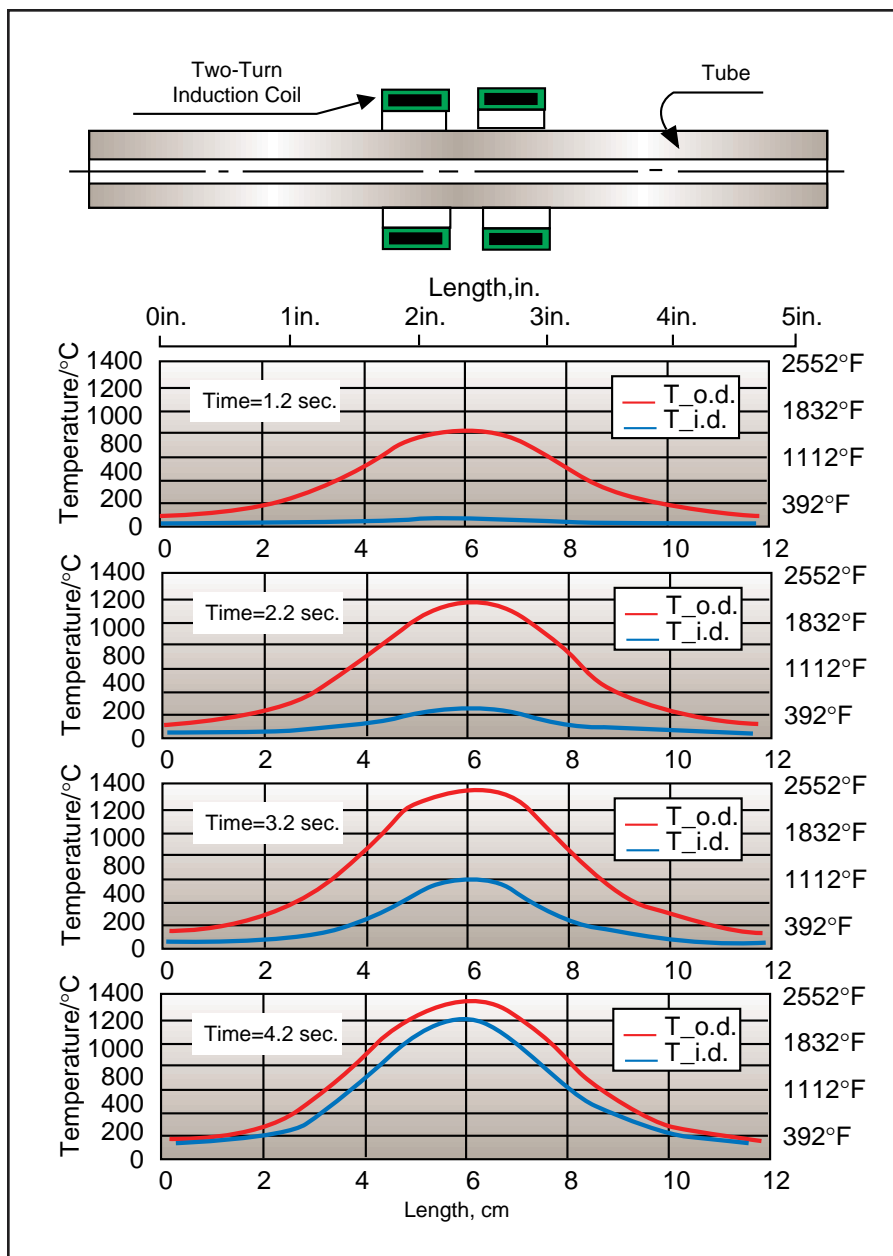 Two-Turn
Induction Coil
Tube
Length,in.
0in. 1in. 2in. 3in. 4in. 5in.
Temperature/°C
1400
1200
1000
800
600
400
200
0
Time=1.2 sec.
T_o.d.
T_i.d.
2552°F
1832°F
1112°F
392°F
0 2 4 6 8 10 12
Temperature/°C
1400
1200
1000
800
600
400
200
0
Time=2.2 sec.
T_o.d.
T_i.d.
2552°F
1832°F
1112°F
392°F
0 2 4 6 8 10 12
Temperature/°C
1400
1200
1000
800
600
400
200
0
Time=3.2 sec.
T_o.d.
T_i.d.
2552°F
1832°F
1112°F
392°F
0 2 4 6 8 10 12
Temperature/°C
1400
1200
1000
800
600
400
200
0
Time=4.2 sec.
T_o.d.
T_i.d.
2552°F
1832°F
1112°F
392°F
0 2 4 6 8 10 12
Length, cm